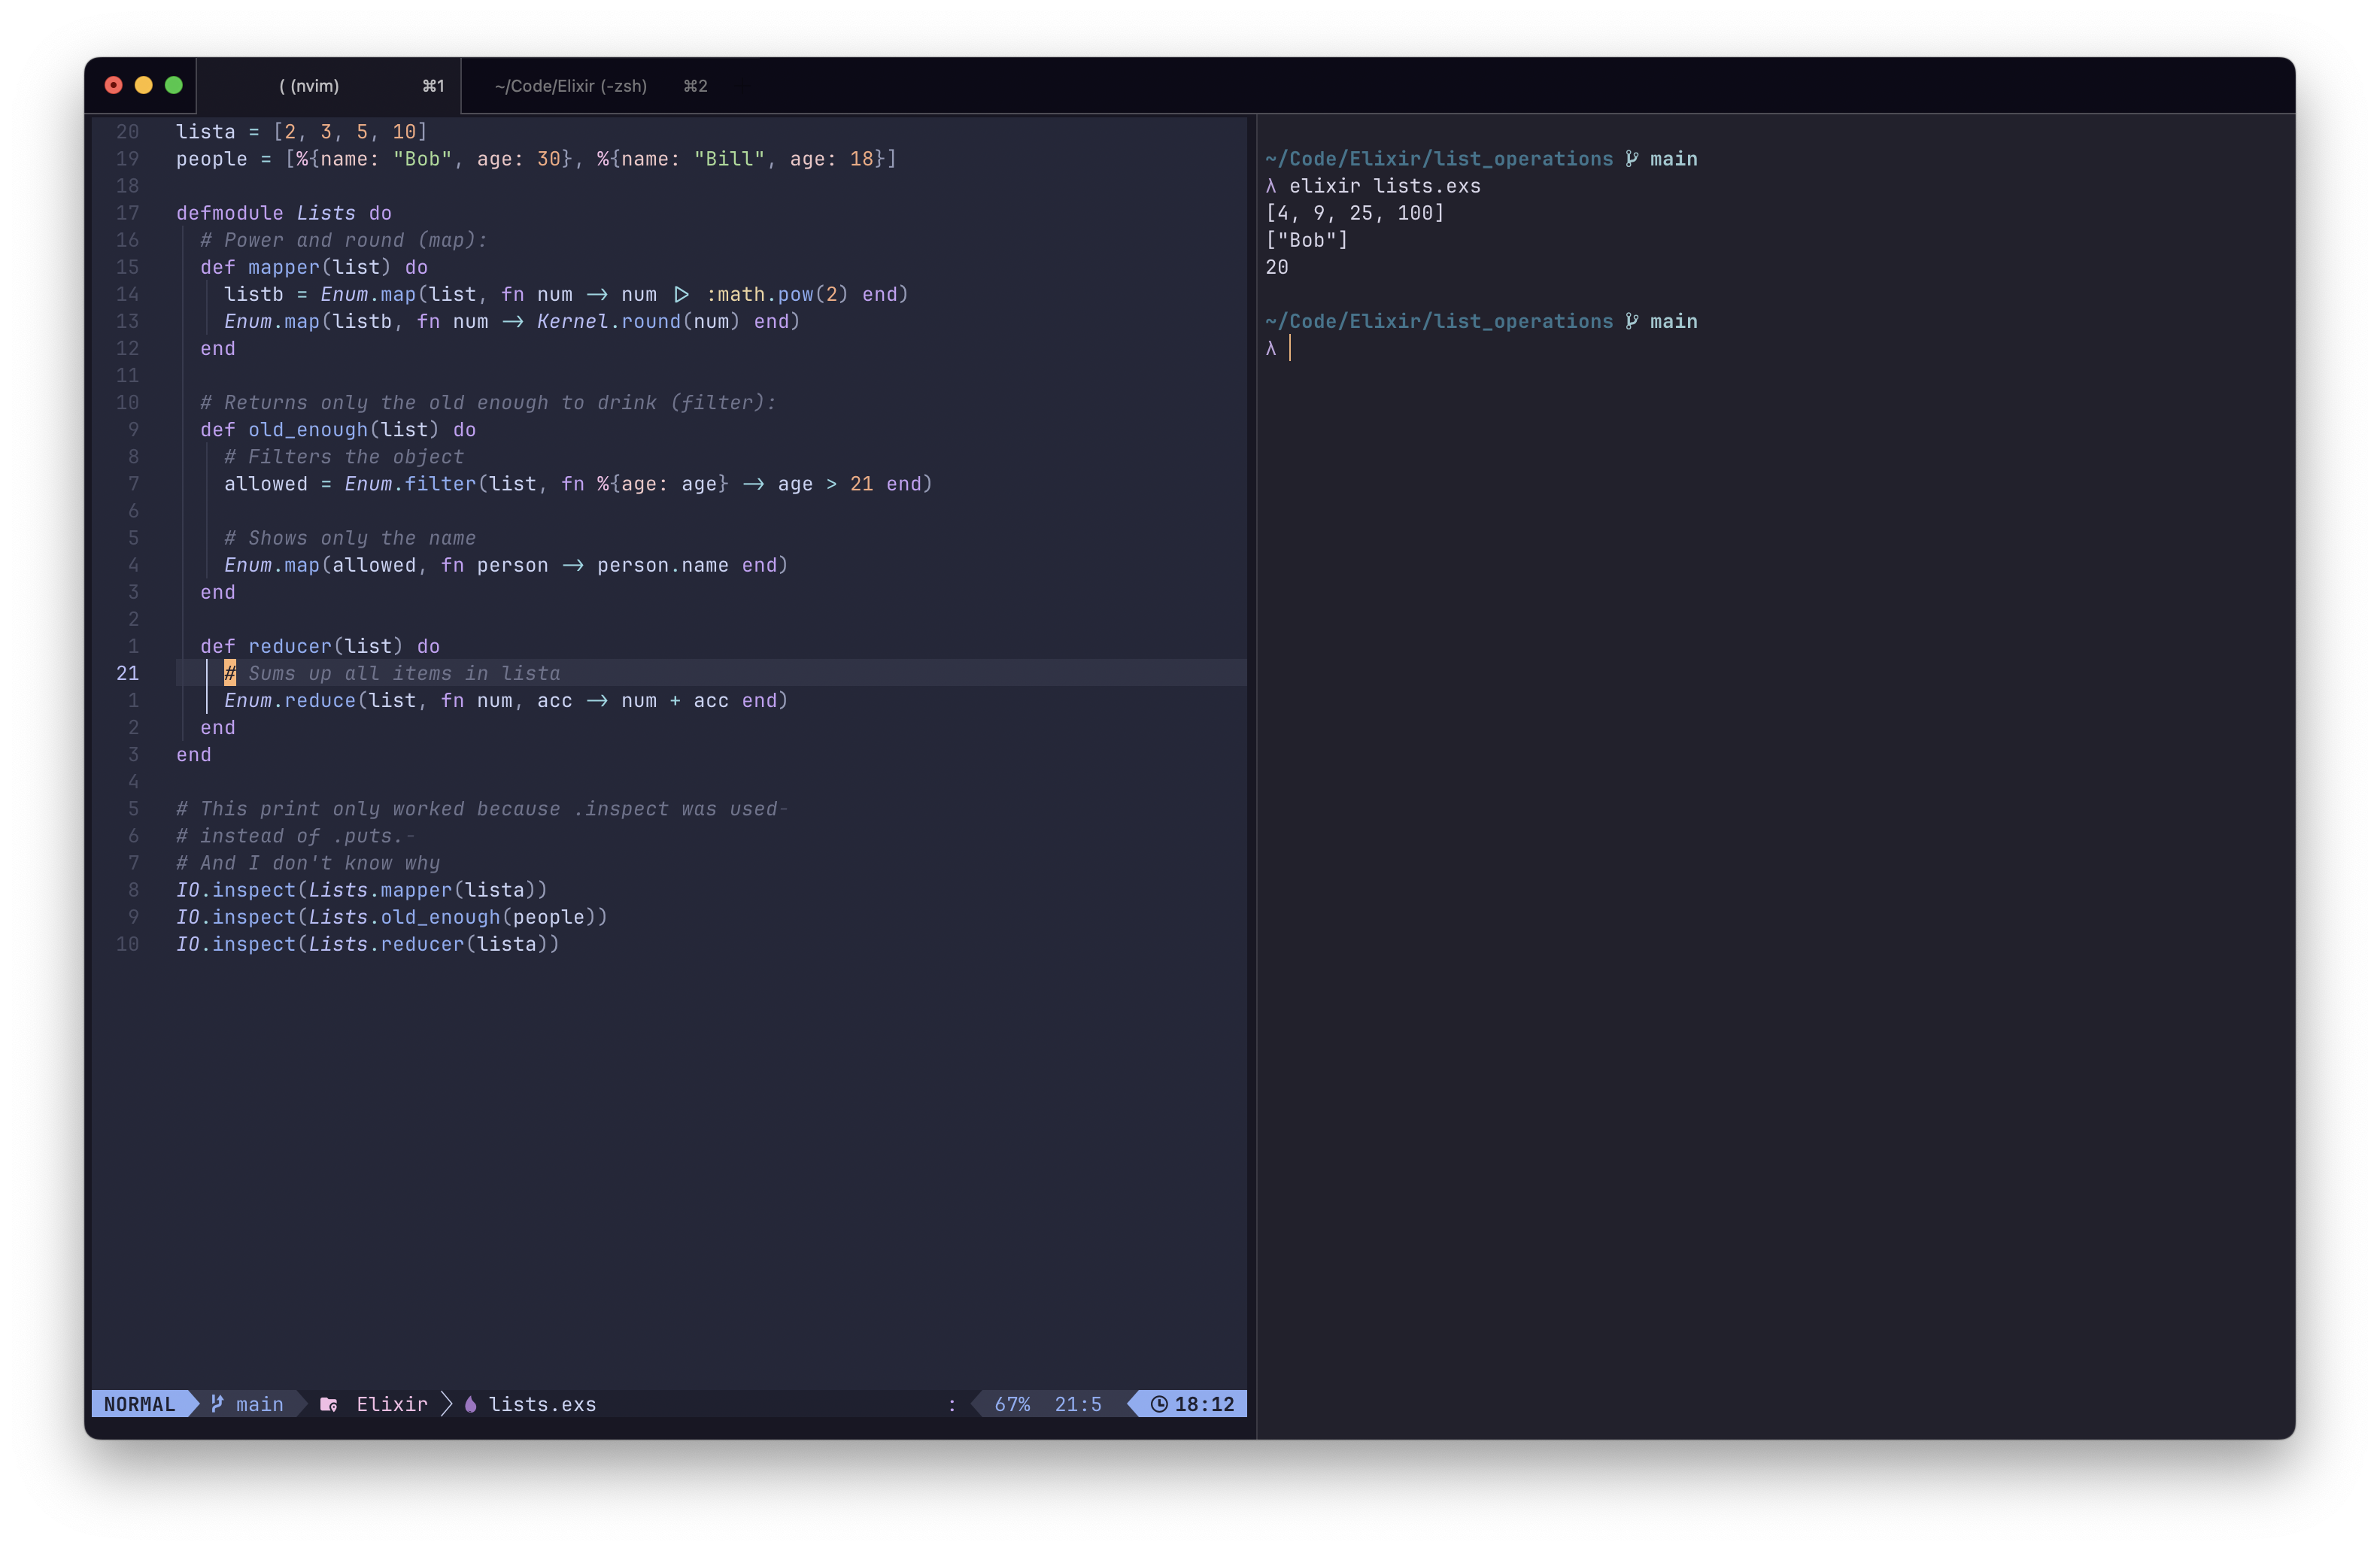 ( (nvim) ⌘1 ~/Code/Elixir (-zsh) ⌘2
20 lista = [2, 3, 5, 10]
19 people = [%{name: "Bob", age: 30}, %{name: "Bill", age: 18}]
18
17 defmodule Lists do
16 # Power and round (map):
15 def mapper(list) do
14 listb = Enum.map(list, fn num -> num |> :math.pow(2) end)
13 Enum.map(listb, fn num -> Kernel.round(num) end)
12 end
11
10 # Returns only the old enough to drink (filter):
9 def old_enough(list) do
8 # Filters the object
7 allowed = Enum.filter(list, fn %{age: age} -> age > 21 end)
6
5 # Shows only the name
4 Enum.map(allowed, fn person -> person.name end)
3 end
2
1 def reducer(list) do
21 # Sums up all items in lista
1 Enum.reduce(list, fn num, acc -> num + acc end)
2 end
3 end
4
5 # This print only worked because .inspect was used-
6 # instead of .puts.-
7 # And I don't know why
8 IO.inspect(Lists.mapper(lista))
9 IO.inspect(Lists.old_enough(people))
10 IO.inspect(Lists.reducer(lista))
NORMAL main Elixir lists.exs : 67% 21:5 18:12
~/Code/Elixir/list_operations main
λ elixir lists.exs
[4, 9, 25, 100]
["Bob"]
20
~/Code/Elixir/list_operations main
λ